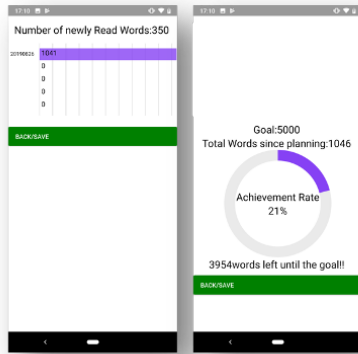 17:10
Number of newly Read Words:350
20190826 1041
0
0
0
0
BACK/SAVE
17:10
Goal:5000
Total Words since planning:1046
Achievement Rate
21%
3954words left until the goal!!
BACK/SAVE